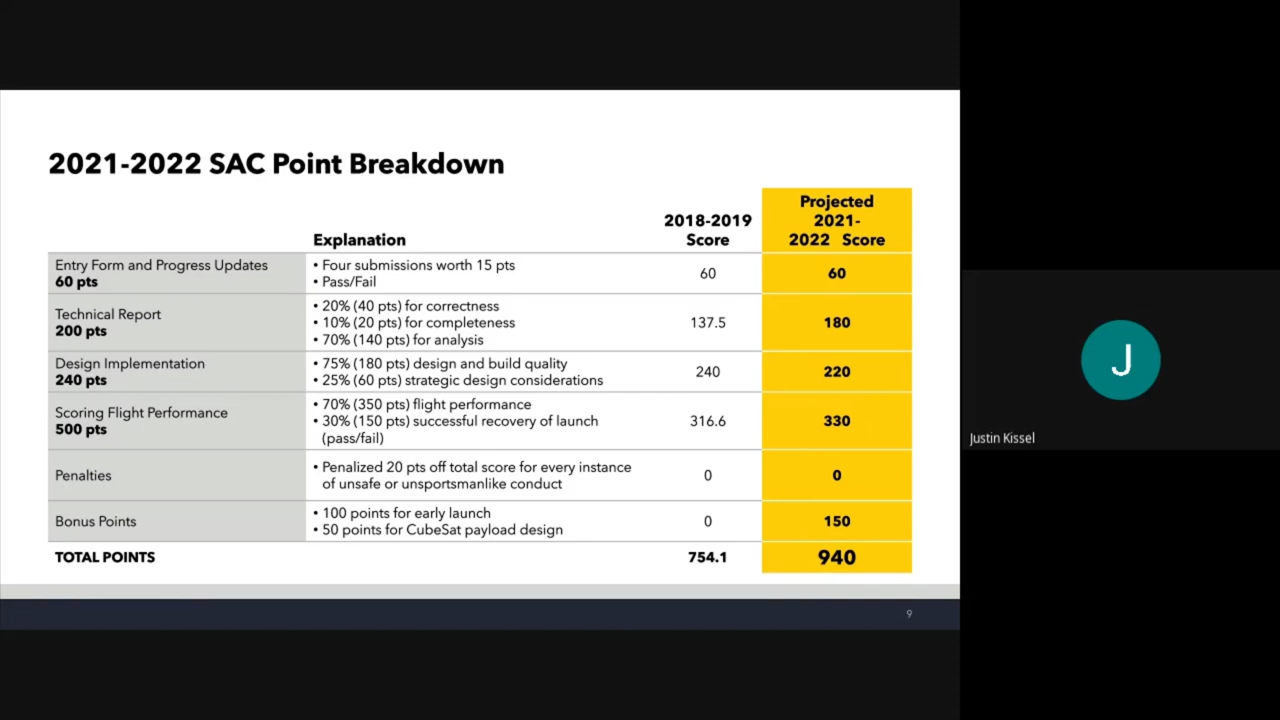 2021-2022 SAC Point Breakdown
Explanation
2018-2019
Score
Projected
2021-
2022 Score
Entry Form and Progress Updates
60 pts
• Four submissions worth 15 pts
• Pass/Fail
60
60
Technical Report
200 pts
• 20% (40 pts) for correctness
• 10% (20 pts) for completeness
• 70% (140 pts) for analysis
137.5
180
Design Implementation
240 pts
• 75% (180 pts) design and build quality
• 25% (60 pts) strategic design considerations
240
220
Scoring Flight Performance
500 pts
• 70% (350 pts) flight performance
• 30% (150 pts) successful recovery of launch
(pass/fail)
316.6
330
Penalties
• Penalized 20 pts off total score for every instance
of unsafe or unsportsmanlike conduct
0
0
Bonus Points
• 100 points for early launch
• 50 points for CubeSat payload design
0
150
TOTAL POINTS
754.1
940
9
J
Justin Kissel